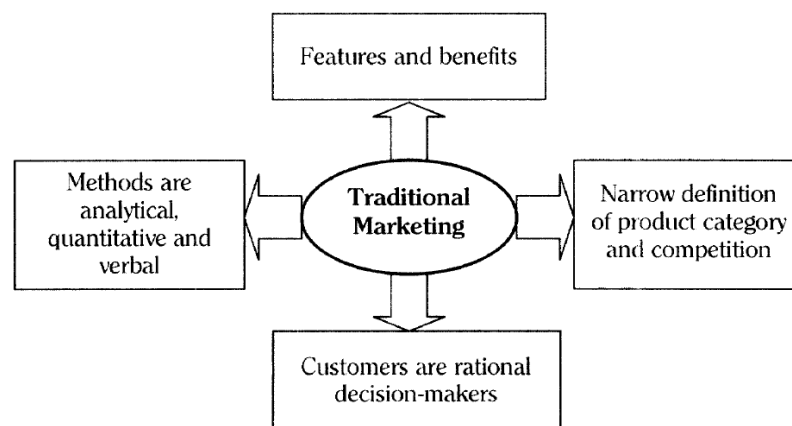 Features and benefits
Methods are
analytical,
quantitative and
verbal
Traditional
Marketing
Narrow definition
of product category
and competition
Customers are rational
decision-makers